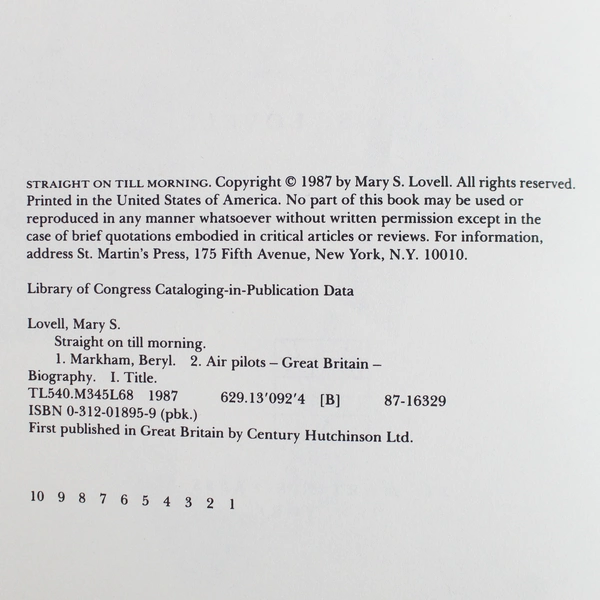 STRAIGHT ON TILL MORNING. Copyright © 1987 by Mary S. Lovell. All rights reserved.
Printed in the United States of America. No part of this book may be used or
reproduced in any manner whatsoever without written permission except in the
case of brief quotations embodied in critical articles or reviews. For information,
address St. Martin's Press, 175 Fifth Avenue, New York, N.Y. 10010.
Library of Congress Cataloging-in-Publication Data
Lovell, Mary S.
Straight on till morning.
1. Markham, Beryl. 2. Air pilots – Great Britain –
Biography. I. Title.
TL540.M345L68 1987 629.13′092′4 [B] 87-16329
ISBN 0-312-01895-9 (pbk.)
First published in Great Britain by Century Hutchinson Ltd.
10 9 8 7 6 5 4 3 2 1